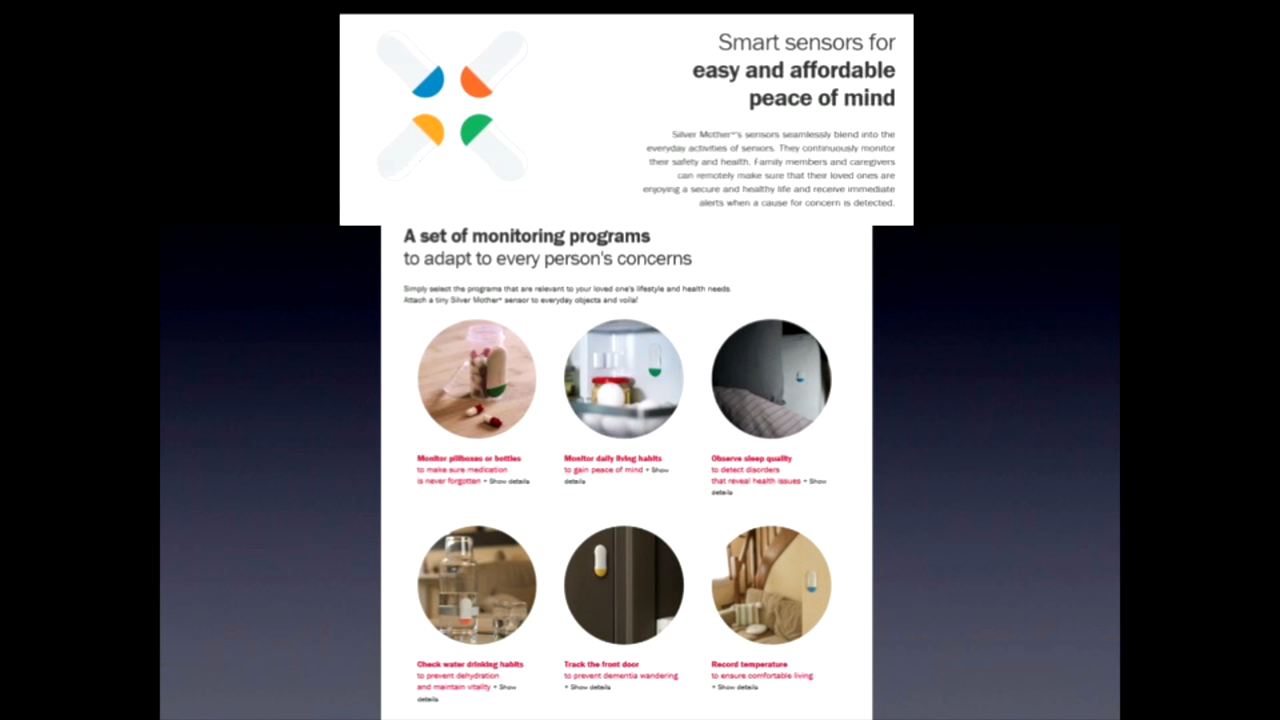 Smart sensors for
easy and affordable
peace of mind
Silver Mother™'s sensors seamlessly blend into the
everyday activities of seniors. They continuously monitor
their safety and health. Family members and caregivers
can remotely make sure that their loved ones are
enjoying a secure and healthy life and receive immediate
alerts when a cause for concern is detected.
A set of monitoring programs
to adapt to every person's concerns
Simply select the programs that are relevant to your loved one's lifestyle and health needs.
Attach a tiny Silver Mother™ sensor to everyday objects and voila!
Monitor pillboxes or bottles
to make sure medication
is never forgotten + Show details
Monitor daily living habits
to gain peace of mind + Show
details
Observe sleep quality
to detect disorders
that reveal health issues + Show
details
Check water drinking habits
to prevent dehydration
and maintain vitality + Show
details
Track the front door
to prevent dementia wandering
+ Show details
Record temperature
to ensure comfortable living
+ Show details